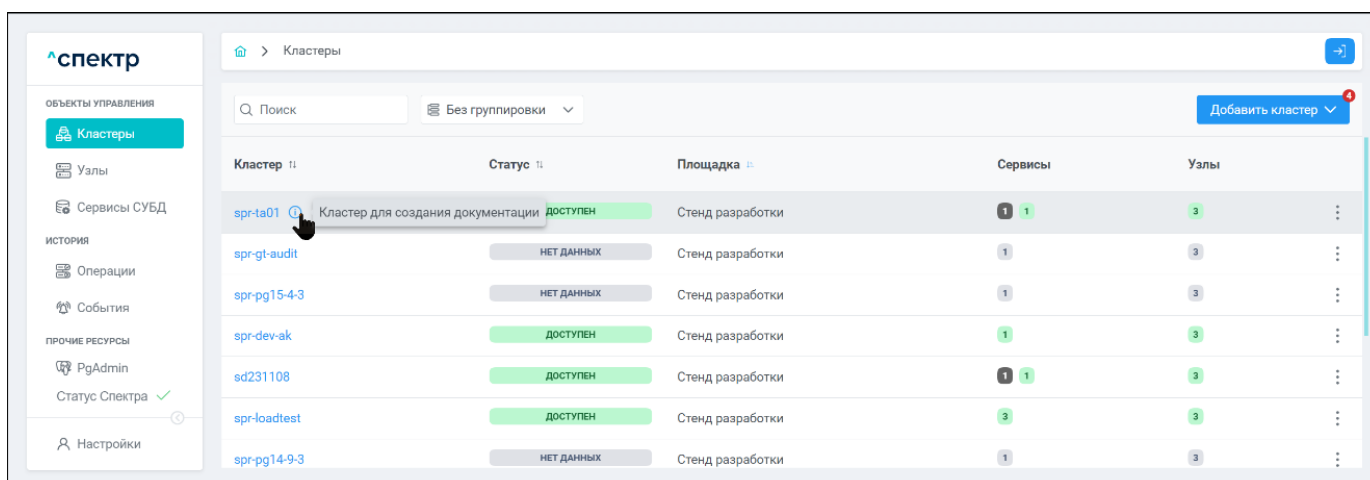 ^спектр
ОБЪЕКТЫ УПРАВЛЕНИЯ
Кластеры
Узлы
Сервисы СУБД
ИСТОРИЯ
Операции
События
ПРОЧИЕ РЕСУРСЫ
PgAdmin
Статус Спектра
Настройки
> Кластеры
Поиск
Без группировки
Добавить кластер
4
Кластер Статус Площадка Сервисы Узлы
spr-ta01 Кластер для создания документации ДОСТУПЕН Стенд разработки 1 1 3
spr-gt-audit НЕТ ДАННЫХ Стенд разработки 1 3
spr-pg15-4-3 НЕТ ДАННЫХ Стенд разработки 1 3
spr-dev-ak ДОСТУПЕН Стенд разработки 1 3
sd231108 ДОСТУПЕН Стенд разработки 1 1 3
spr-loadtest ДОСТУПЕН Стенд разработки 3 3
spr-pg14-9-3 НЕТ ДАННЫХ Стенд разработки 1 3